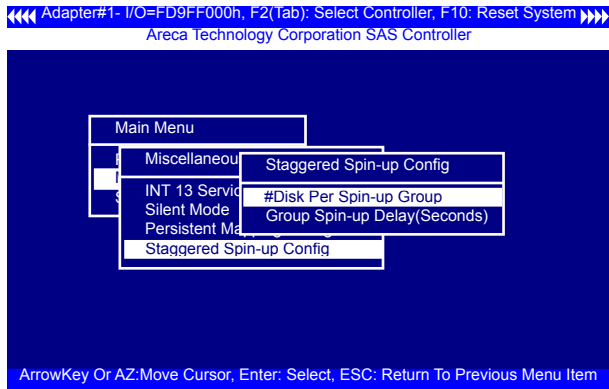 Adapter#1- I/O=FD9FF000h, F2(Tab): Select Controller, F10: Reset System
Areca Technology Corporation SAS Controller
Main Menu
Miscellaneou
Staggered Spin-up Config
INT 13 Servic
#Disk Per Spin-up Group
Silent Mode
Group Spin-up Delay(Seconds)
Persistent
Staggered Spin-up Config
ArrowKey Or AZ:Move Cursor, Enter: Select, ESC: Return To Previous Menu Item